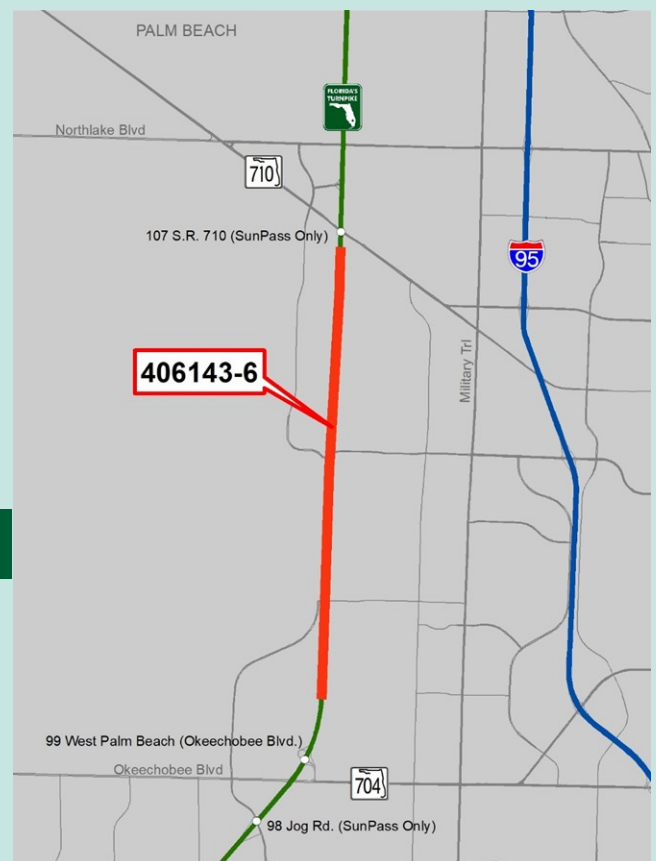 PALM BEACH
FLORIDA'S
TURNPIKE
Northlake Blvd
710
107 S.R. 710 (SunPass Only)
95
406143-6
Military Trl
99 West Palm Beach (Okeechobee Blvd.)
Okeechobee Blvd
704
98 Jog Rd. (SunPass Only)